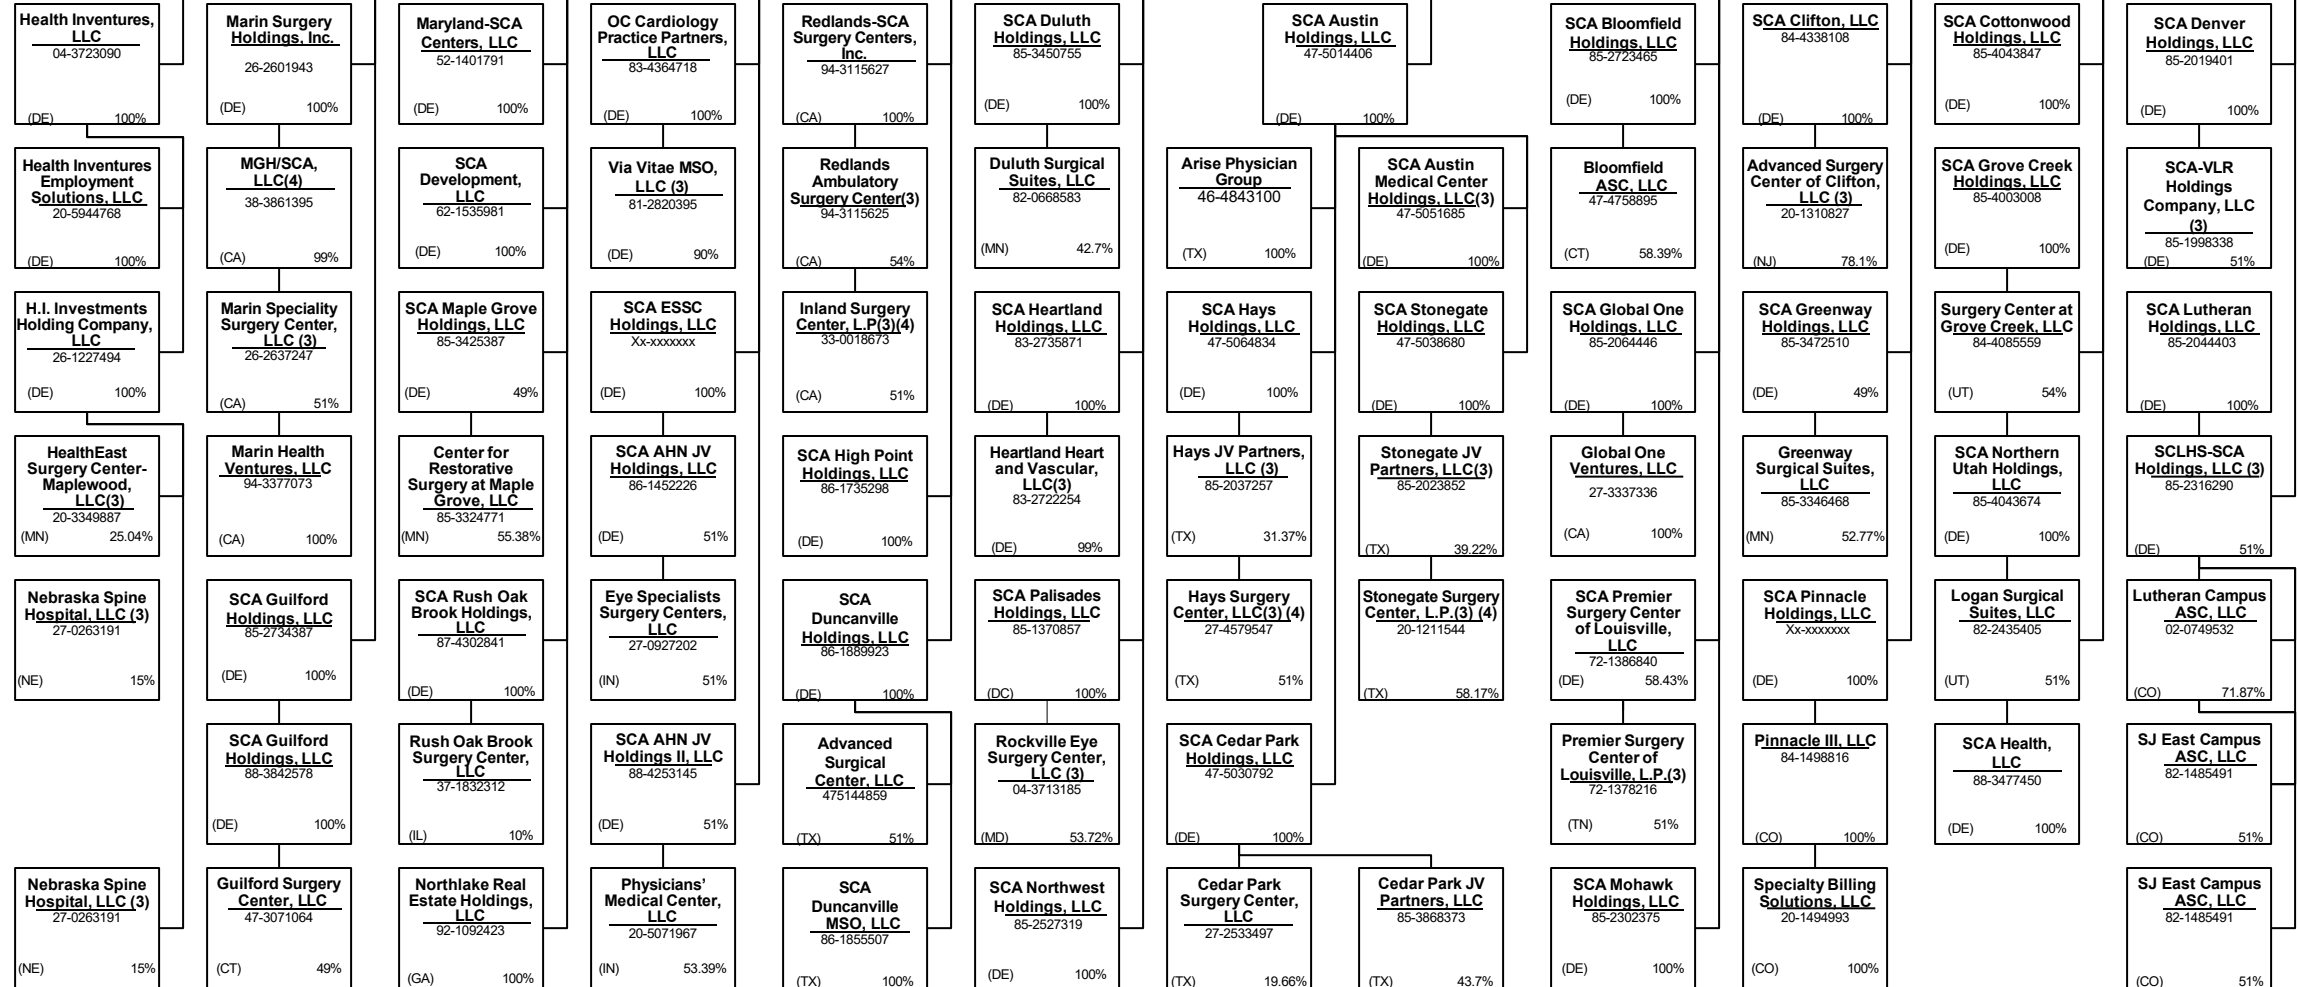 Health Inventures,
LLC
04-3723090
(DE) 100%
Marin Surgery
Holdings, Inc.
26-2601943
(DE) 100%
Maryland-SCA
Centers, LLC
52-1401791
(DE) 100%
OC Cardiology
Practice Partners,
LLC
83-4364718
(DE) 100%
Redlands-SCA
Surgery Centers,
Inc.
94-3115627
(CA) 100%
SCA Duluth
Holdings, LLC
85-3450755
(DE) 100%
SCA Austin
Holdings, LLC
47-5014406
(DE) 100%
SCA Bloomfield
Holdings, LLC
85-2723465
(DE) 100%
SCA Clifton, LLC
84-4338108
(DE) 100%
SCA Cottonwood
Holdings, LLC
85-4043847
(DE) 100%
SCA Denver
Holdings, LLC
85-2019401
(DE) 100%
Health Inventures
Employment
Solutions, LLC
20-5944768
(DE) 100%
MGH/SCA,
LLC(4)
38-3861395
(CA) 99%
SCA
Development,
LLC
62-1535981
(DE) 100%
Via Vitae MSO,
LLC (3)
81-2820395
(DE) 90%
Redlands
Ambulatory
Surgery Center(3)
94-3115625
(CA) 54%
Duluth Surgical
Suites, LLC
82-0668583
(MN) 42.7%
Arise Physician
Group
46-4843100
(TX) 100%
SCA Austin
Medical Center
Holdings, LLC(3)
47-5051685
(DE) 100%
Bloomfield
ASC, LLC
47-4758895
(CT) 58.39%
Advanced Surgery
Center of Clifton,
LLC (3)
20-1310827
(NJ) 78.1%
SCA Grove Creek
Holdings, LLC
85-4003008
(DE) 100%
SCA-VLR
Holdings
Company, LLC
(3)
85-1998338
(DE) 51%
H.I. Investments
Holding Company,
LLC
26-1227494
(DE) 100%
Marin Speciality
Surgery Center,
LLC (3)
26-2637247
(CA) 51%
SCA Maple Grove
Holdings, LLC
85-3425387
(DE) 49%
SCA ESSC
Holdings, LLC
Xx-xxxxxxx
(DE) 100%
Inland Surgery
Center, L.P(3)(4)
33-0018673
(CA) 51%
SCA Heartland
Holdings, LLC
83-2735871
(DE) 100%
SCA Hays
Holdings, LLC
47-5064834
(DE) 100%
SCA Stonegate
Holdings, LLC
47-5038680
(DE) 100%
SCA Global One
Holdings, LLC
85-2064446
(DE) 100%
SCA Greenway
Holdings, LLC
85-3472510
(DE) 49%
Surgery Center at
Grove Creek, LLC
84-4085559
(UT) 54%
SCA Lutheran
Holdings, LLC
85-2044403
(DE) 100%
HealthEast
Surgery Center-
Maplewood,
LLC(3)
20-3349887
(MN) 25.04%
Marin Health
Ventures, LLC
94-3377073
(CA) 100%
Center for
Restorative
Surgery at Maple
Grove, LLC
85-3324771
(MN) 55.38%
SCA AHN JV
Holdings, LLC
86-1452226
(DE) 51%
SCA High Point
Holdings, LLC
86-1735298
(DE) 100%
Heartland Heart
and Vascular,
LLC(3)
83-2722254
(DE) 99%
Hays JV Partners,
LLC (3)
85-2037257
(TX) 31.37%
Stonegate JV
Partners, LLC(3)
85-2023852
(TX) 39.22%
Global One
Ventures, LLC
27-3337336
(CA) 100%
Greenway
Surgical Suites,
LLC
85-3346468
(MN) 52.77%
SCA Northern
Utah Holdings,
LLC
85-4043674
(DE) 100%
SCLHS-SCA
Holdings, LLC (3)
85-2316290
(DE) 51%
Nebraska Spine
Hospital, LLC (3)
27-0263191
(NE) 15%
SCA Guilford
Holdings, LLC
85-2734387
(DE) 100%
SCA Rush Oak
Brook Holdings,
LLC
87-4302841
(DE) 100%
Eye Specialists
Surgery Centers,
LLC
27-0927202
(IN) 51%
SCA
Duncanville
Holdings, LLC
86-1889923
(DE) 100%
SCA Palisades
Holdings, LLC
85-1370857
(DC) 100%
Hays Surgery
Center, LLC(3) (4)
27-4579547
(TX) 51%
Stonegate Surgery
Center, L.P.(3) (4)
20-1211544
(TX) 58.17%
SCA Premier
Surgery Center
of Louisville,
LLC
72-1386840
(DE) 58.43%
SCA Pinnacle
Holdings, LLC
Xx-xxxxxxx
(DE) 100%
Logan Surgical
Suites, LLC
82-2435405
(UT) 51%
Lutheran Campus
ASC, LLC
02-0749532
(CO) 71.87%
SCA Guilford
Holdings, LLC
88-3842578
(DE) 100%
Rush Oak Brook
Surgery Center,
LLC
37-1832312
(IL) 10%
SCA AHN JV
Holdings II, LLC
88-4253145
(DE) 51%
Advanced
Surgical
Center, LLC
475144859
(TX) 51%
Rockville Eye
Surgery Center,
LLC (3)
04-3713185
(MD) 53.72%
SCA Cedar Park
Holdings, LLC
47-5030792
(DE) 100%
Premier Surgery
Center of
Louisville, L.P.(3)
72-1378216
(TN) 51%
Pinnacle III, LLC
84-1498816
(CO) 100%
SCA Health,
LLC
88-3477450
(DE) 100%
SJ East Campus
ASC, LLC
82-1485491
(CO) 51%
Nebraska Spine
Hospital, LLC (3)
27-0263191
(NE) 15%
Guilford Surgery
Center, LLC
47-3071064
(CT) 49%
Northlake Real
Estate Holdings,
LLC
92-1092423
(GA) 100%
Physicians’
Medical Center,
LLC
20-5071967
(IN) 53.39%
SCA
Duncanville
MSO, LLC
86-1855507
(TX) 100%
SCA Northwest
Holdings, LLC
85-2527319
(DE) 100%
Cedar Park
Surgery Center,
LLC
27-2533497
(TX) 19.66%
Cedar Park JV
Partners, LLC
85-3868373
(TX) 43.7%
SCA Mohawk
Holdings, LLC
85-2302375
(DE) 100%
Specialty Billing
Solutions, LLC
20-1494993
(CO) 100%
SJ East Campus
ASC, LLC
82-1485491
(CO) 51%